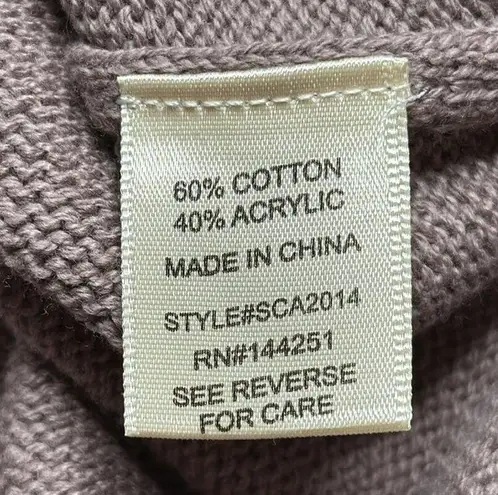 60% COTTON
40% ACRYLIC
MADE IN CHINA
STYLE#SCA2014
RN#144251
SEE REVERSE
FOR CARE